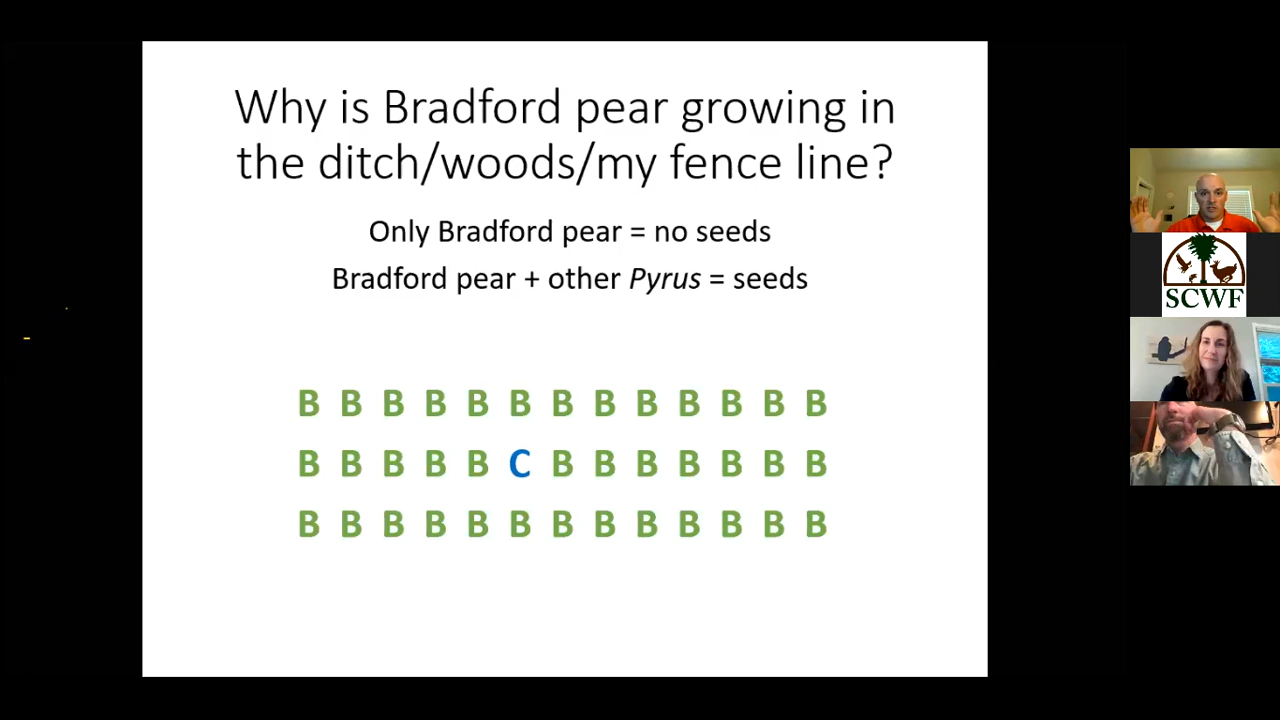 Why is Bradford pear growing in
the ditch/woods/my fence line?
Only Bradford pear = no seeds
Bradford pear + other Pyrus = seeds
B B B B B B B B B B B B B
B B B B B C B B B B B B B
B B B B B B B B B B B B B
SCWF